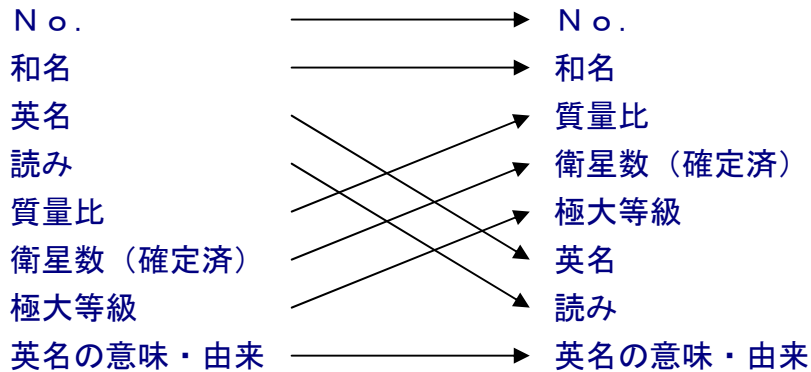 Ｎｏ．
和名
英名
読み
質量比
衛星数（確定済）
極大等級
英名の意味・由来
Ｎｏ．
和名
質量比
衛星数（確定済）
極大等級
英名
読み
英名の意味・由来